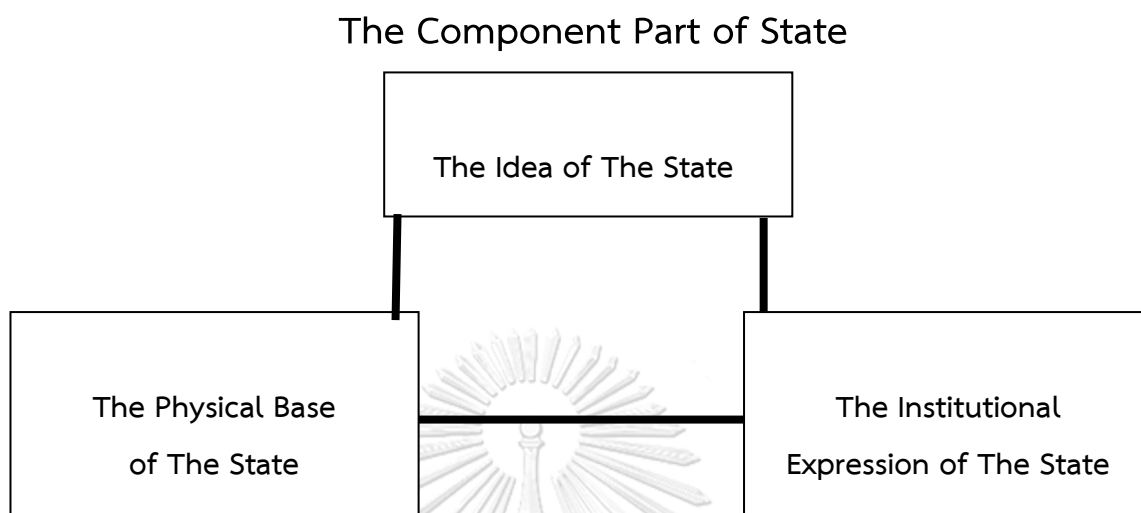 The Component Part of State
The Idea of The State
The Physical Base
of The State
The Institutional
Expression of The State